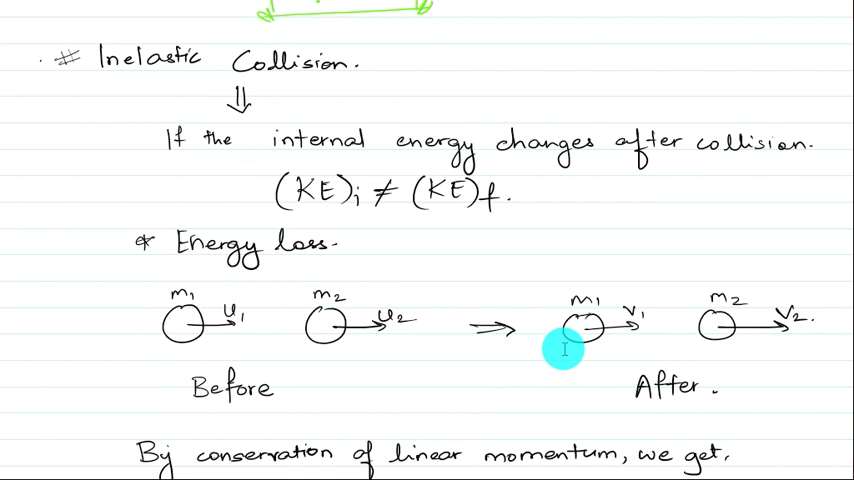 # Inelastic Collision.
⇓
If the internal energy changes after collision.
(KE)i ≠ (KE)f.
* Energy loss.
m1 m2 m1 m2
u1 u2 ⇒ v1 v2.
Before After.
By conservation of linear momentum, we get,